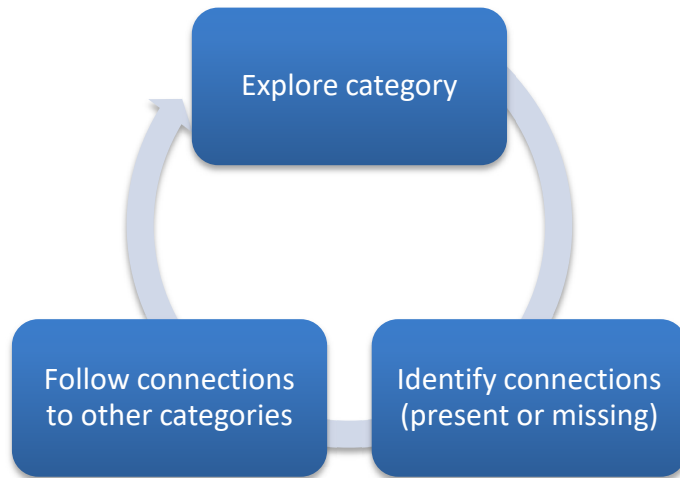 Explore category
Follow connections
to other categories
Identify connections
(present or missing)